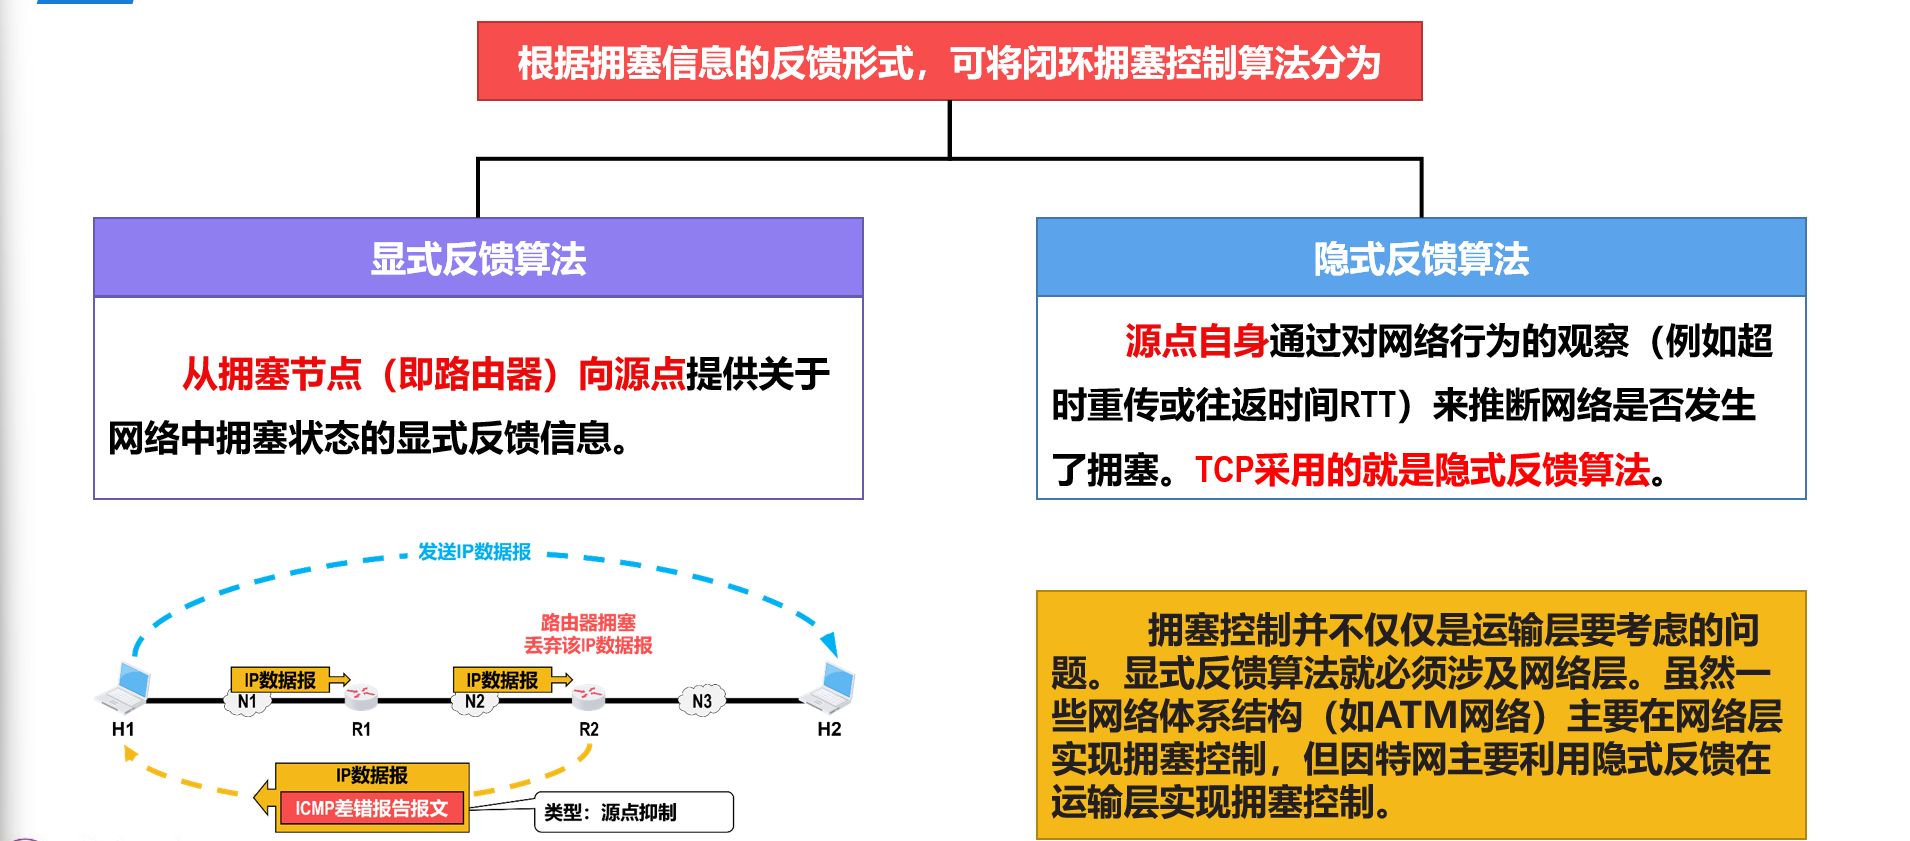 根据拥塞信息的反馈形式，可将闭环拥塞控制算法分为
显式反馈算法
从拥塞节点（即路由器）向源点提供关于
网络中拥塞状态的显式反馈信息。
隐式反馈算法
源点自身通过对网络行为的观察（例如超
时重传或往返时间RTT）来推断网络是否发生
了拥塞。TCP采用的就是隐式反馈算法。
发送IP数据报
路由器拥塞
丢弃该IP数据报
IP数据报
IP数据报
N1
N2
N3
H1
R1
R2
H2
IP数据报
ICMP差错报告报文
类型：源点抑制
拥塞控制并不仅仅是运输层要考虑的问
题。显式反馈算法就必须涉及网络层。虽然一
些网络体系结构（如ATM网络）主要在网络层
实现拥塞控制，但因特网主要利用隐式反馈在
运输层实现拥塞控制。